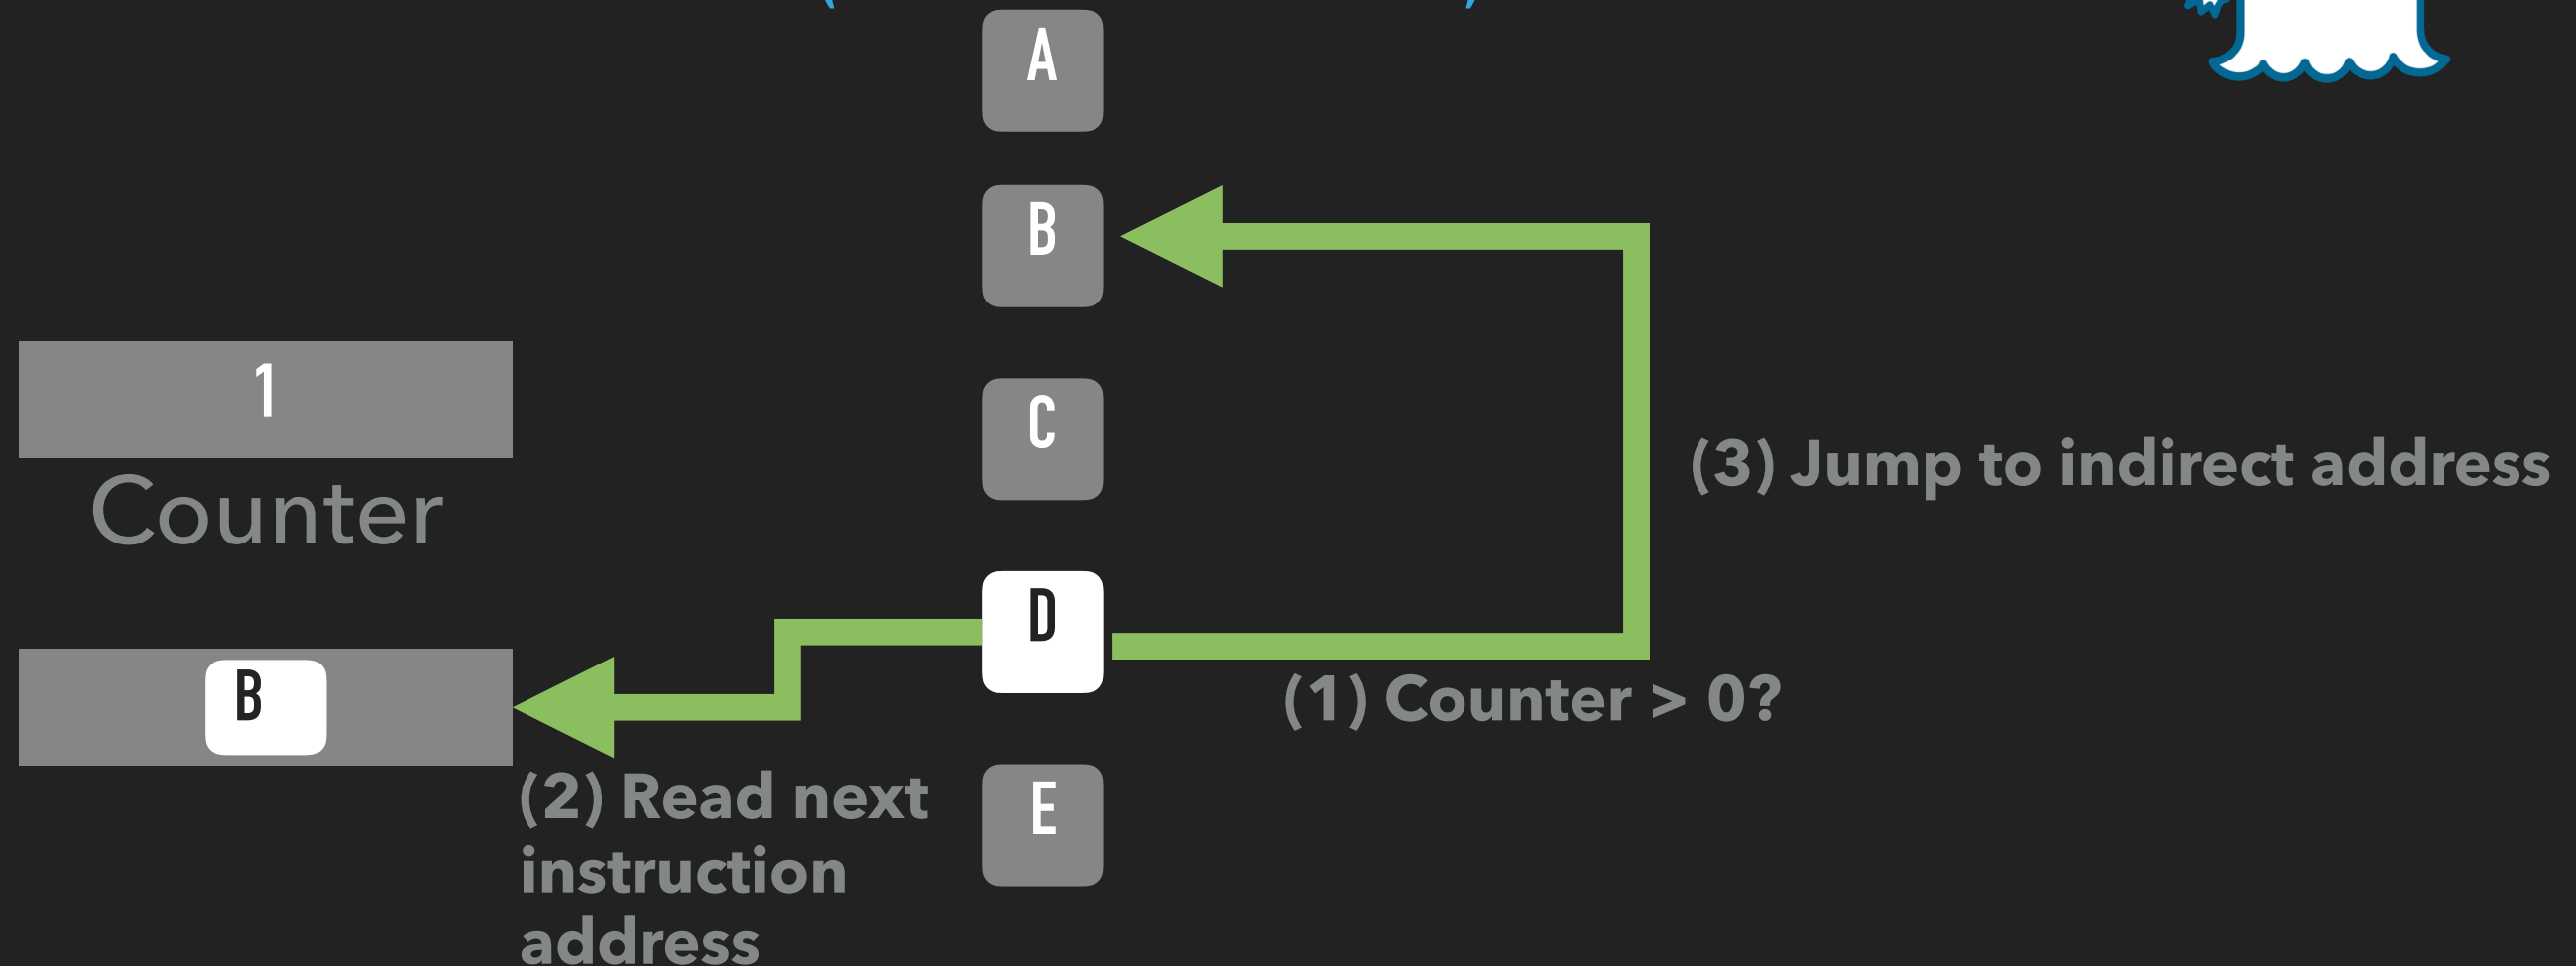 A
B
1
C
Counter
(3) Jump to indirect address
D
B
(1) Counter > 0?
(2) Read next
instruction
address
E